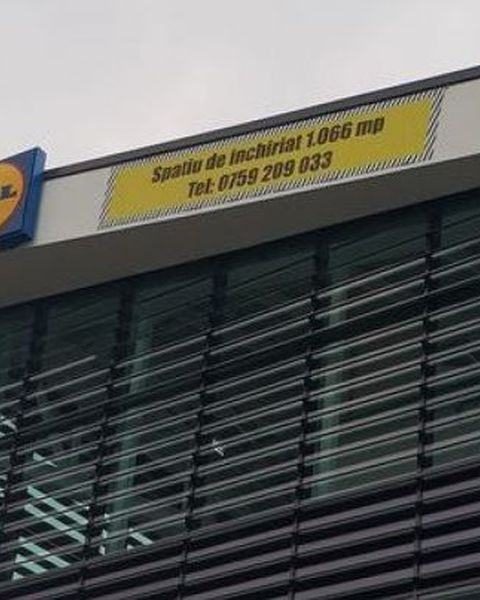 Spatiu de inchiriat 1.066 mp
Tel: 0759 209 033